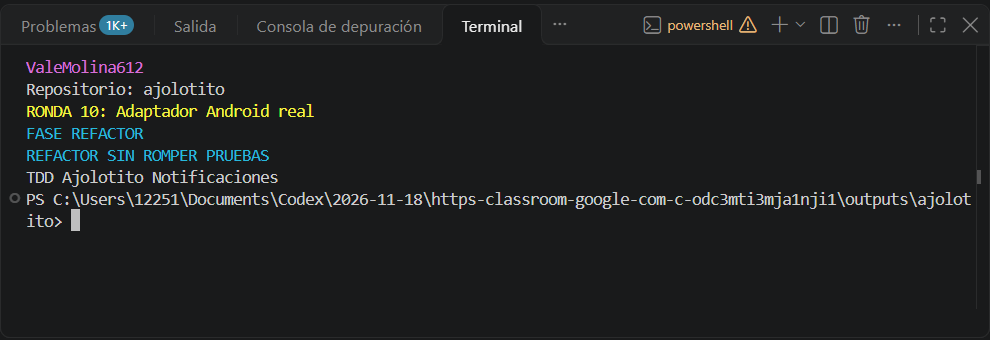 Problemas 1K+ Salida Consola de depuración Terminal ··· powershell ···
ValeMolina612
Repositorio: ajolotito
RONDA 10: Adaptador Android real
FASE REFACTOR
REFACTOR SIN ROMPER PRUEBAS
TDD Ajolotito Notificaciones
PS C:\Users\12251\Documents\Codex\2026-11-18\https-classroom-google-com-c-odc3mti3mja1nji1\outputs\ajolot
ito>